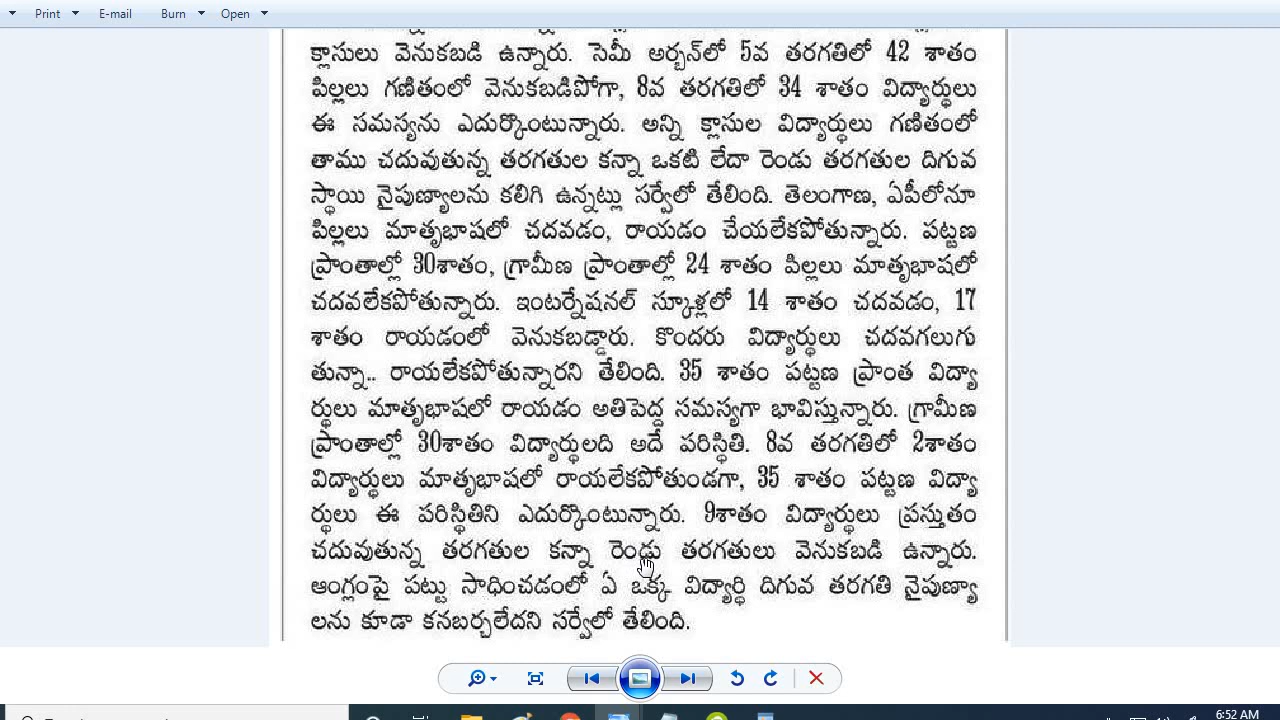 Print E-mail Burn Open
క్లాసులు వెనుకబడి ఉన్నారు. సెమీ అర్బన్‌లో 5వ తరగతిలో 42 శాతం
పిల్లలు గణితంలో వెనుకబడిపోగా, 8వ తరగతిలో 34 శాతం విద్యార్థులు
ఈ సమస్యను ఎదుర్కొంటున్నారు. అన్ని క్లాసుల విద్యార్థులు గణితంలో
తాము చదువుతున్న తరగతుల కన్నా ఒకటి లేదా రెండు తరగతుల దిగువ
స్థాయి నైపుణ్యాలను కలిగి ఉన్నట్లు సర్వేలో తేలింది. తెలంగాణ, ఏపీలోనూ
పిల్లలు మాతృభాషలో చదవడం, రాయడం చేయలేకపోతున్నారు. పట్టణ
ప్రాంతాల్లో 30శాతం, గ్రామీణ ప్రాంతాల్లో 24 శాతం పిల్లలు మాతృభాషలో
చదవలేకపోతున్నారు. ఇంటర్నేషనల్ స్కూళ్లలో 14 శాతం చదవడం, 17
శాతం రాయడంలో వెనుకబడ్డారు. కొందరు విద్యార్థులు చదవగలుగు
తున్నా.. రాయలేకపోతున్నారని తేలింది. 35 శాతం పట్టణ ప్రాంత విద్యా
ర్థులు మాతృభాషలో రాయడం అతిపెద్ద సమస్యగా భావిస్తున్నారు. గ్రామీణ
ప్రాంతాల్లో 30శాతం విద్యార్థులది అదే పరిస్థితి. 8వ తరగతిలో 2శాతం
విద్యార్థులు మాతృభాషలో రాయలేకపోతుండగా, 35 శాతం పట్టణ విద్యా
ర్థులు ఈ పరిస్థితిని ఎదుర్కొంటున్నారు. 9శాతం విద్యార్థులు ప్రస్తుతం
చదువుతున్న తరగతుల కన్నా రెండు తరగతులు వెనుకబడి ఉన్నారు.
ఆంగ్లంపై పట్టు సాధించడంలో ఏ ఒక్క విద్యార్థి దిగువ తరగతి నైపుణ్యా
లను కూడా కనబర్చలేదని సర్వేలో తేలింది.
6:52 AM